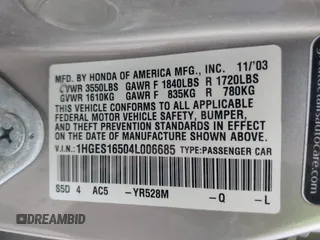 MFD. BY HONDA OF AMERICA MFG., INC. 11/'03
GVWR 3550LBS GAWR F 1840LBS R 1720LBS
GVWR 1610KG GAWR F 835KG R 780KG
THIS VEHICLE CONFORMS TO ALL APPLICABLE
FEDERAL MOTOR VEHICLE SAFETY, BUMPER,
AND THEFT PREVENTION STANDARDS IN EFFECT
ON THE DATE OF MANUFACTURE SHOWN ABOVE.
V.I.N:1HGES16504L006685 TYPE:PASSENGER CAR
S5D 4 AC5 -YR528M -Q -L
DREAMBID